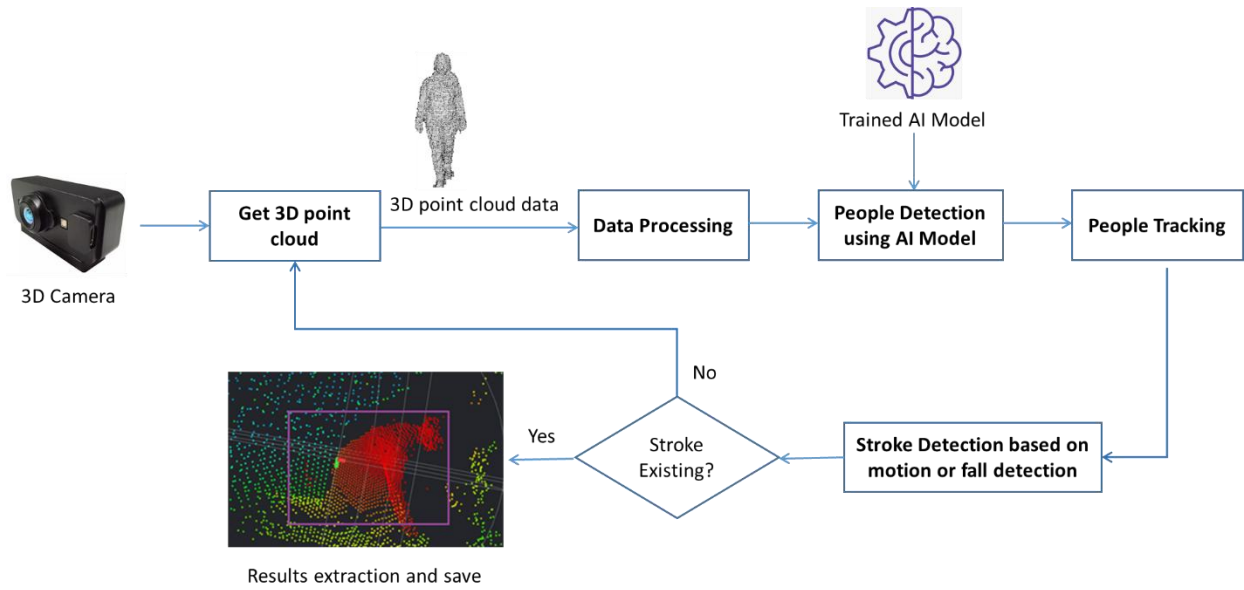 Trained AI Model
3D Camera
Get 3D point
cloud
3D point cloud data
Data Processing
People Detection
using AI Model
People Tracking
No
Yes
Stroke
Existing?
Stroke Detection based on
motion or fall detection
Results extraction and save